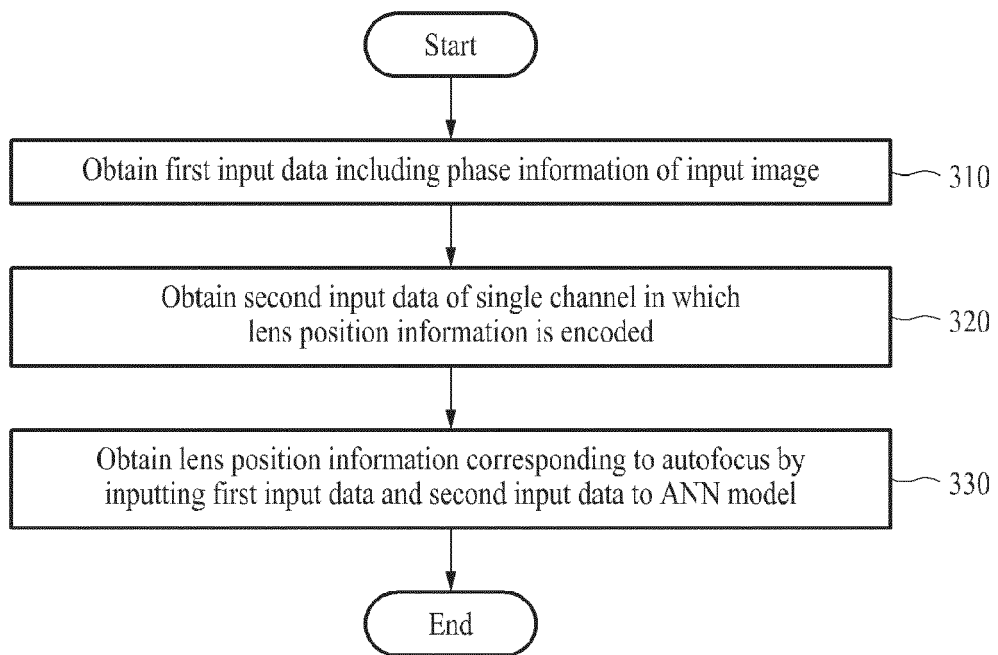 Start
Obtain first input data including phase information of input image
310
Obtain second input data of single channel in which
lens position information is encoded
320
Obtain lens position information corresponding to autofocus by
inputting first input data and second input data to ANN model
330
End